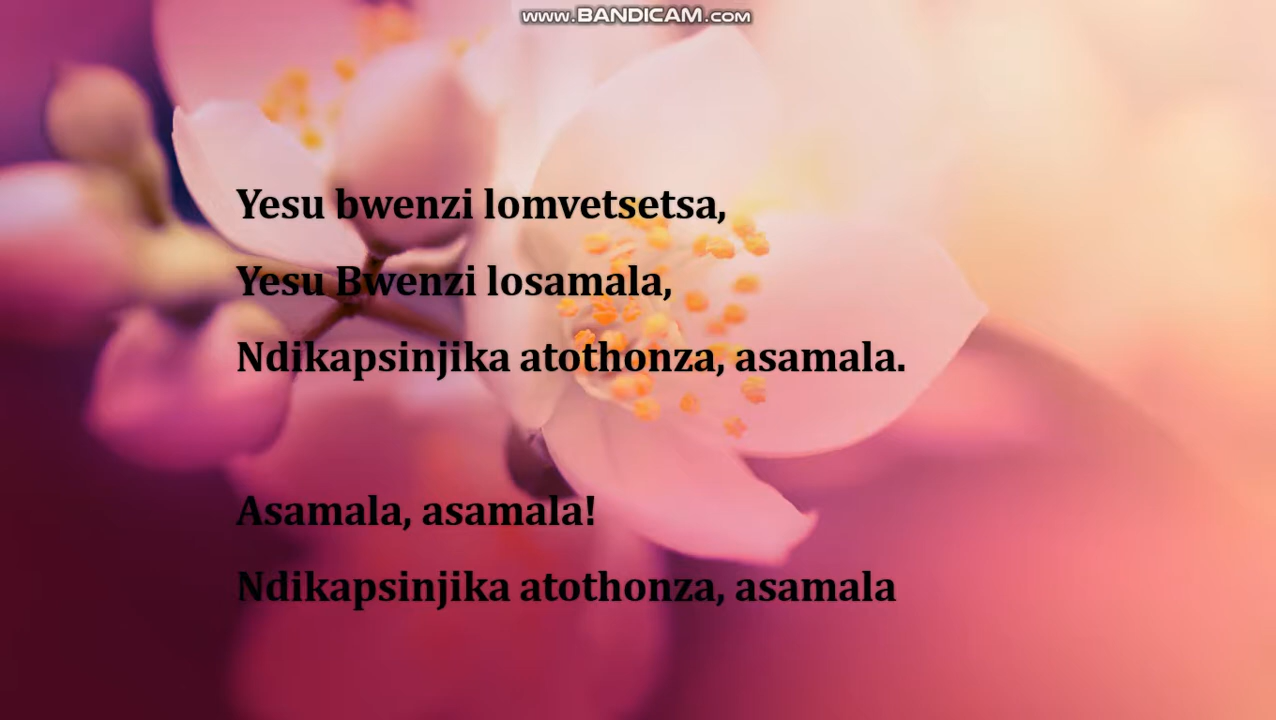 www.BANDICAM.com
Yesu bwenzi lomvetsetsa,
Yesu Bwenzi losamala,
Ndikapsinjika atothonza, asamala.
Asamala, asamala!
Ndikapsinjika atothonza, asamala